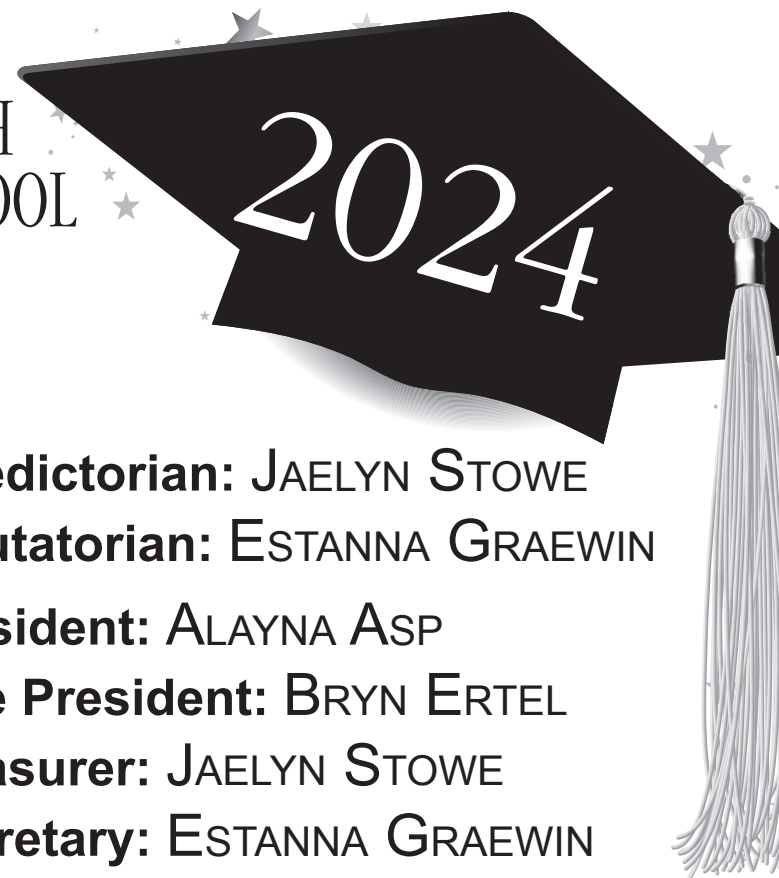 H
2024
OOL
edictorian: JAELYN STOWE
utatorian: ESTANNA GRAEWIN
sident: ALAYNA ASP
e President: BRYN ERTEL
asurer: JAELYN STOWE
retary: ESTANNA GRAEWIN